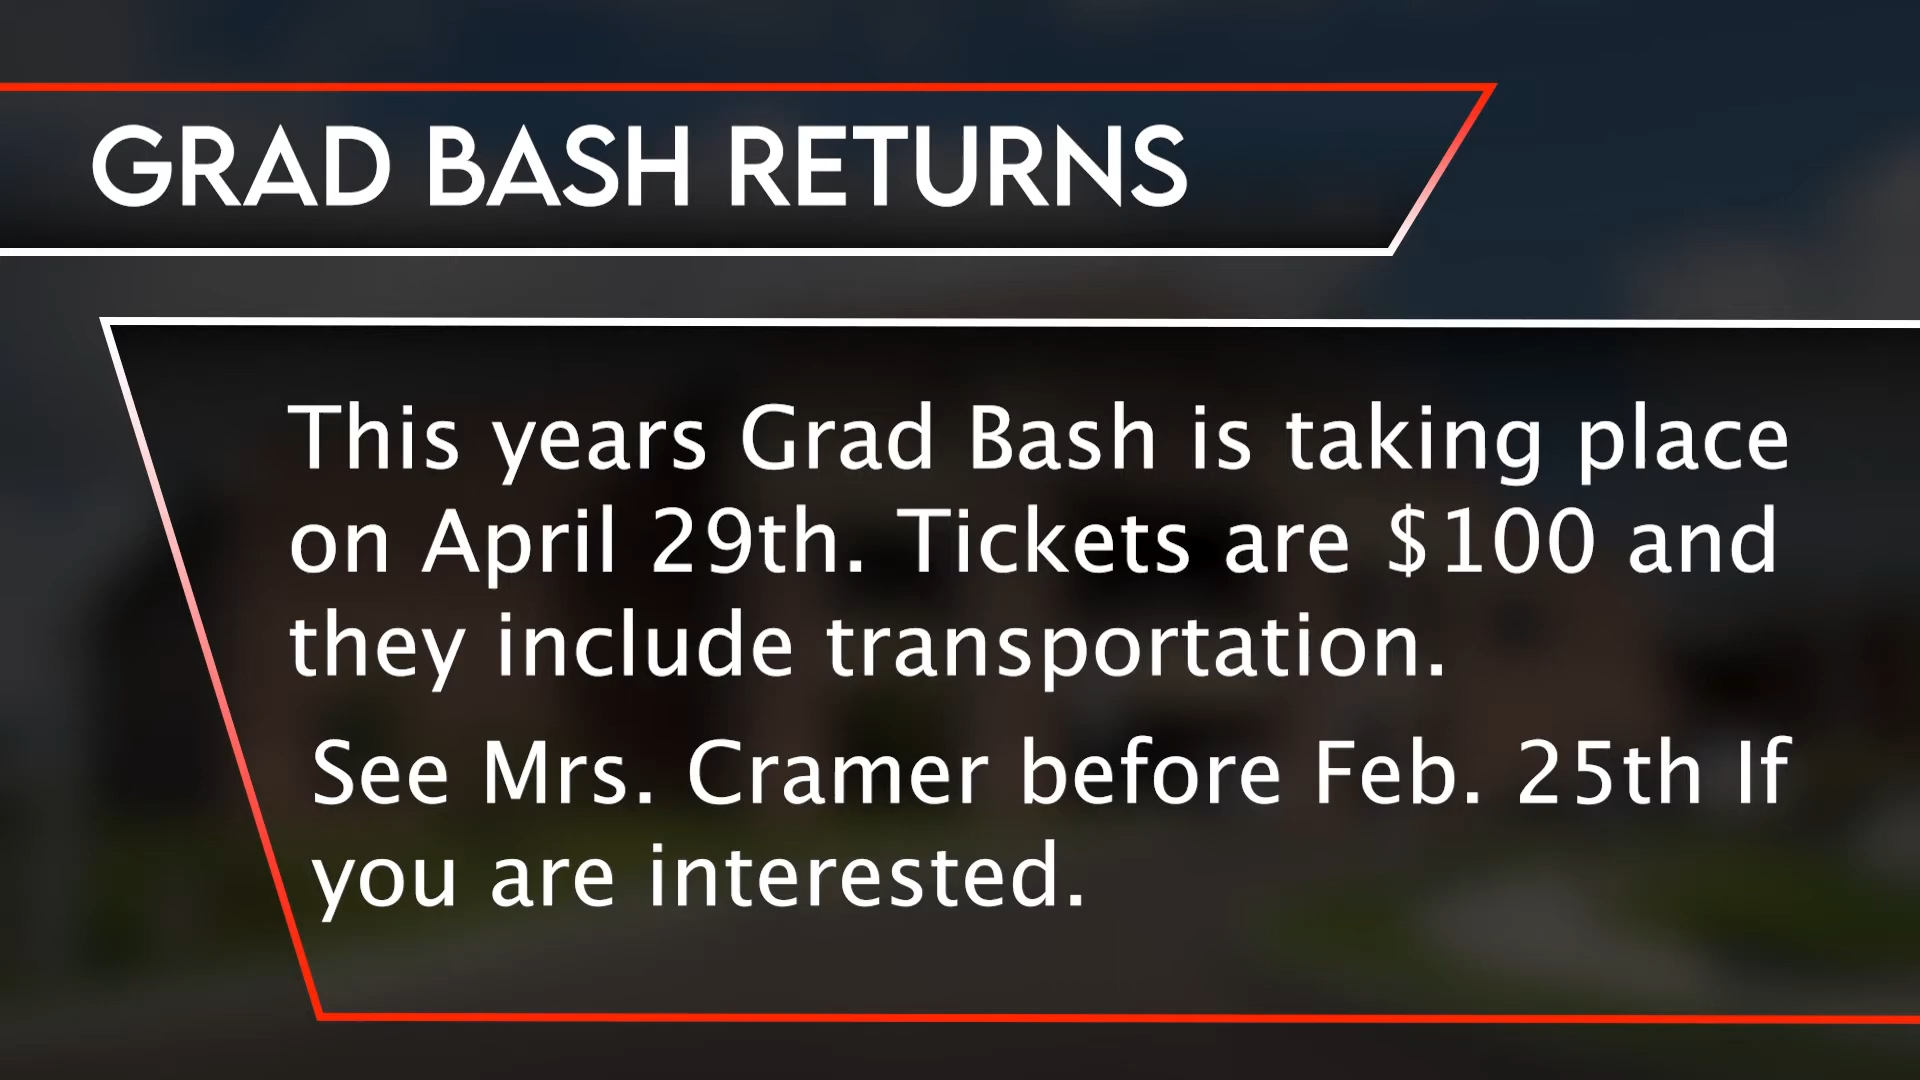 GRAD BASH RETURNS
This years Grad Bash is taking place
on April 29th. Tickets are $100 and
they include transportation.
See Mrs. Cramer before Feb. 25th If
you are interested.